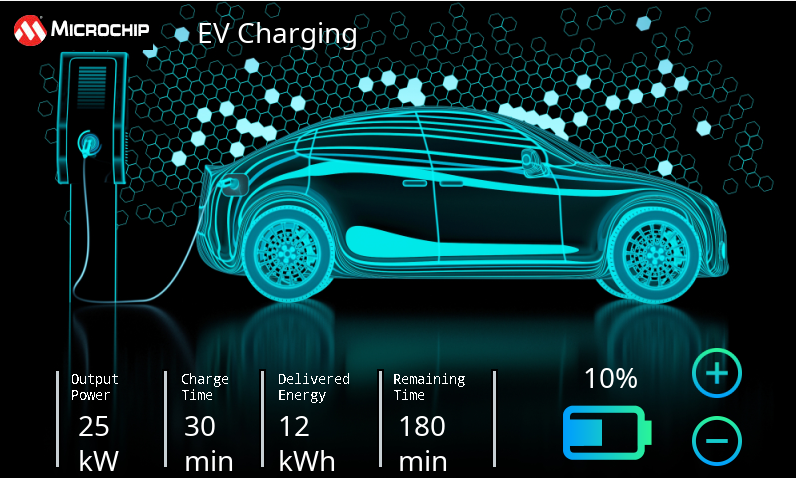 MICROCHIP
EV Charging
Output
Power
25
kW
Charge
Time
30
min
Delivered
Energy
12
kWh
Remaining
Time
180
min
10%
+
−